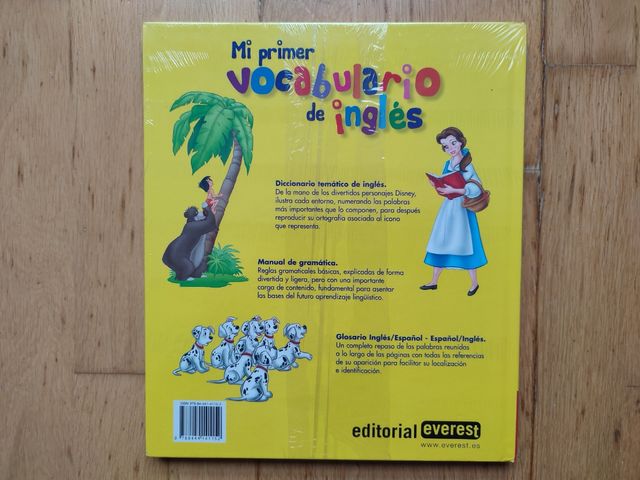 Mi primer
vocabulario
de inglés
Diccionario temático de inglés.
De la mano de los divertidos personajes Disney,
ilustra cada entorno, numerando las palabras
más importantes que lo componen, para después
reproducir su ortografía asociada al icono
que representa.
Manual de gramática.
Reglas gramaticales básicas, explicadas de forma
divertida y ligera, pero con una importante
carga de contenido, fundamental para asentar
las bases del futuro aprendizaje lingüístico.
Glosario Inglés/Español - Español/Inglés.
Un completo repaso de las palabras reunidas
a lo largo de las páginas con todas las referencias
de su aparición para facilitar su localización
e identificación.
editorial everest
www.everest.es